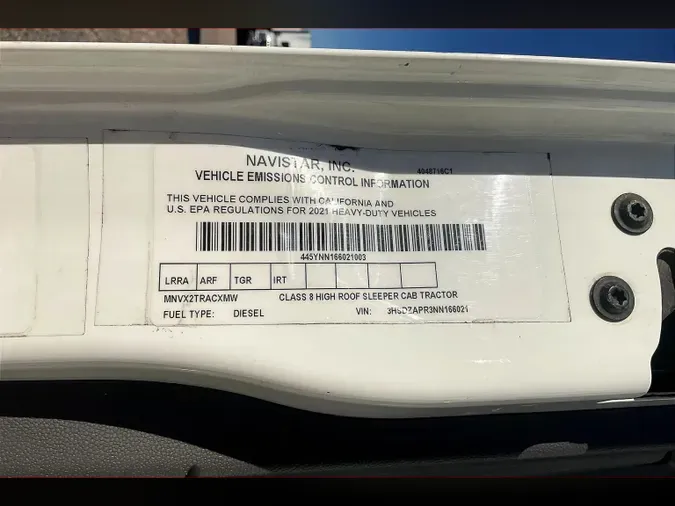 NAVISTAR, INC.
4048716C1
VEHICLE EMISSIONS CONTROL INFORMATION
THIS VEHICLE COMPLIES WITH CALIFORNIA AND
U.S. EPA REGULATIONS FOR 2021 HEAVY-DUTY VEHICLES
445YNN166021003
LRRA ARF TGR IRT
MNVX2TRACXMW CLASS 8 HIGH ROOF SLEEPER CAB TRACTOR
FUEL TYPE: DIESEL VIN: 3HSDZAPR3NN166021